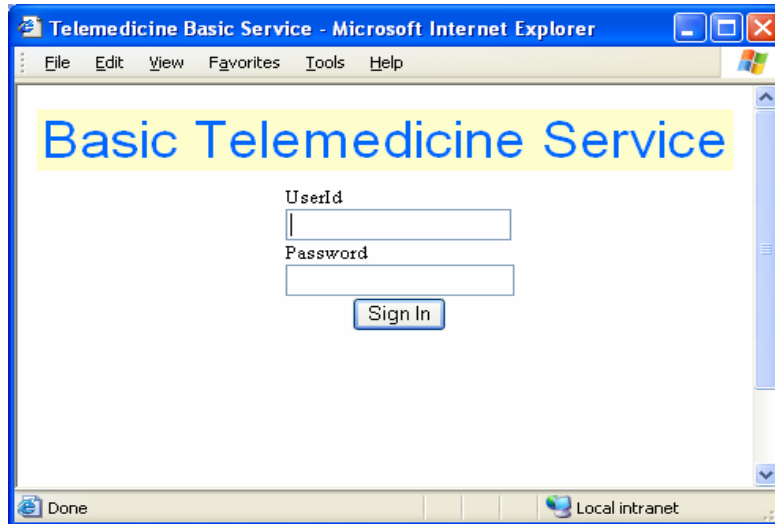 Telemedicine Basic Service - Microsoft Internet Explorer
File Edit View Favorites Tools Help
Basic Telemedicine Service
UserId
Password
Sign In
Done Local intranet